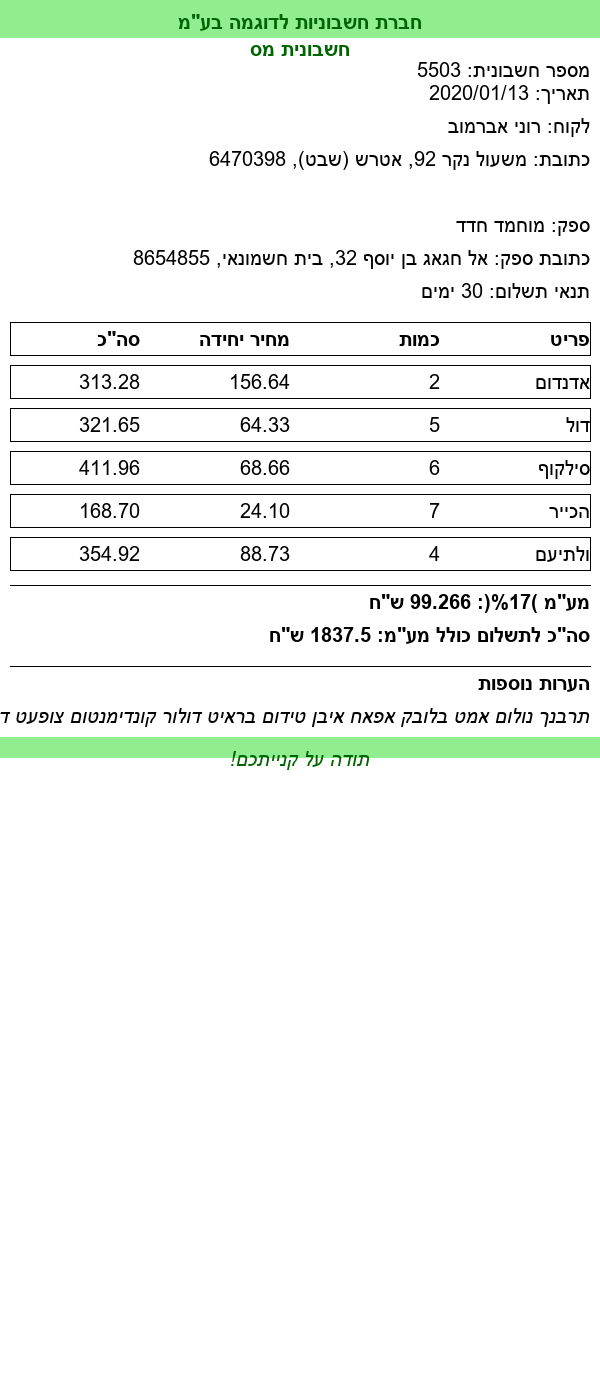 חברת חשבוניות לדוגמה בע"מ
חשבונית מס
מספר חשבונית: 5503
תאריך: 2020/01/13
לקוח: רוני אברמוב
כתובת: משעול נקר 92, אטרש (שבט), 6470398
ספק: מוחמד חדד
כתובת ספק: אל חגאג בן יוסף 32, בית חשמונאי, 8654855
תנאי תשלום: 30 ימים
פריט כמות מחיר יחידה סה"כ
אדנדום 2 156.64 313.28
דול 5 64.33 321.65
סילקוף 6 68.66 411.96
הכייר 7 24.10 168.70
ולתיעם 4 88.73 354.92
מע"מ )17%(: 99.266 ש"ח
סה"כ לתשלום כולל מע"מ: 1837.5 ש"ח
הערות נוספות
תרבנך נולום אמט בלובק אפאח איבן טידום בראיט דולור קונדימנטום צופעט ד
תודה על קנייתכם!